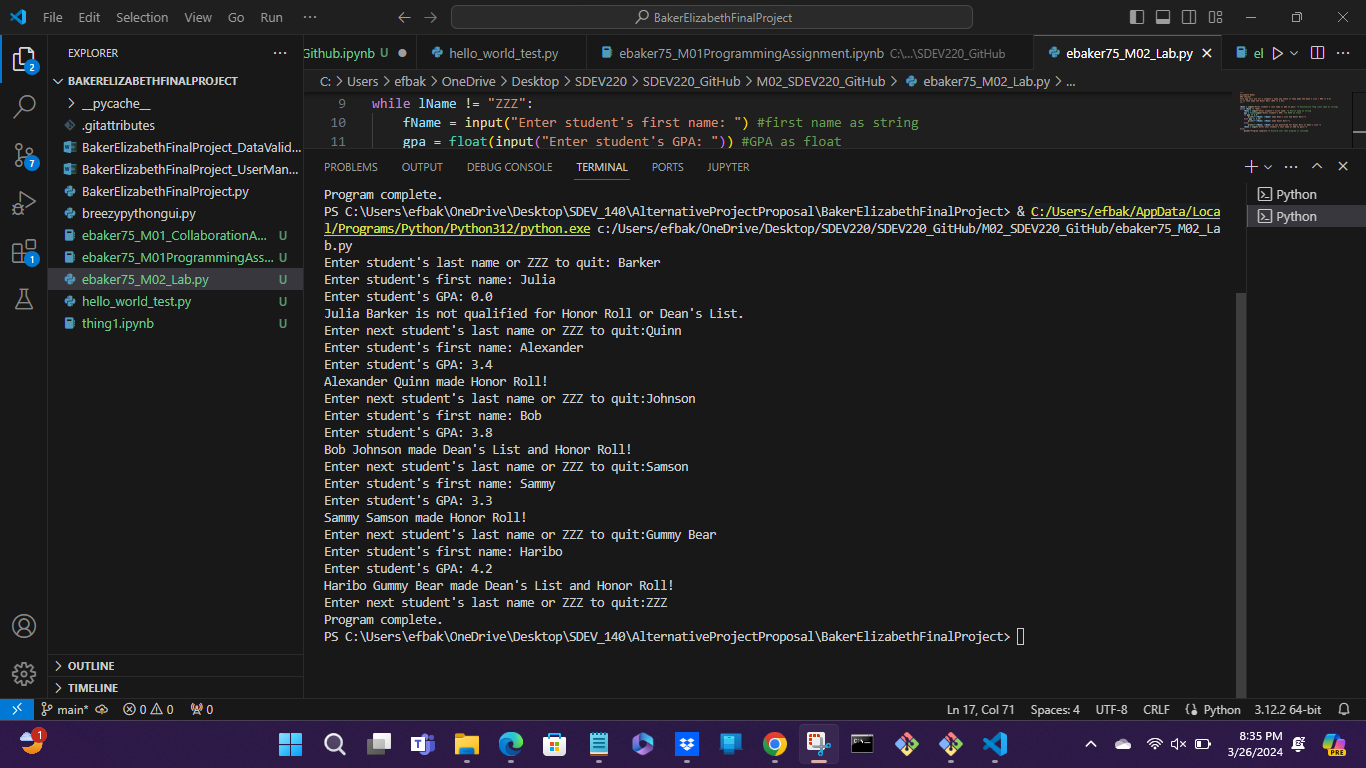 File Edit Selection View Go Run ··· BakerElizabethFinalProject
EXPLORER ···
Github.ipynb U hello_world_test.py ebaker75_M01ProgrammingAssignment.ipynb C:\...\SDEV220_GitHub ebaker75_M02_Lab.py el ···
C: > Users > efbak > OneDrive > Desktop > SDEV220 > SDEV220_GitHub > M02_SDEV220_GitHub > ebaker75_M02_Lab.py > ...
BAKERELIZABETHFINALPROJECT
__pycache__
.gitattributes
BakerElizabethFinalProject_DataValid...
BakerElizabethFinalProject_UserMan...
BakerElizabethFinalProject.py
breezypythongui.py
ebaker75_M01_CollaborationA... U
ebaker75_M01ProgrammingAss... U
ebaker75_M02_Lab.py U
hello_world_test.py U
thing1.ipynb U
OUTLINE
TIMELINE
2
7
1
9 while lName != "ZZZ":
10 fName = input("Enter student's first name: ") #first name as string
11 gpa = float(input("Enter student's GPA: ")) #GPA as float
PROBLEMS OUTPUT DEBUG CONSOLE TERMINAL PORTS JUPYTER ···
Python
Python
Program complete.
PS C:\Users\efbak\OneDrive\Desktop\SDEV_140\AlternativeProjectProposal\BakerElizabethFinalProject> & C:/Users/efbak/AppData/Loca
l/Programs/Python/Python312/python.exe c:/Users/efbak/OneDrive/Desktop/SDEV220/SDEV220_GitHub/M02_SDEV220_GitHub/ebaker75_M02_La
b.py
Enter student's last name or ZZZ to quit: Barker
Enter student's first name: Julia
Enter student's GPA: 0.0
Julia Barker is not qualified for Honor Roll or Dean's List.
Enter next student's last name or ZZZ to quit:Quinn
Enter student's first name: Alexander
Enter student's GPA: 3.4
Alexander Quinn made Honor Roll!
Enter next student's last name or ZZZ to quit:Johnson
Enter student's first name: Bob
Enter student's GPA: 3.8
Bob Johnson made Dean's List and Honor Roll!
Enter next student's last name or ZZZ to quit:Samson
Enter student's first name: Sammy
Enter student's GPA: 3.3
Sammy Samson made Honor Roll!
Enter next student's last name or ZZZ to quit:Gummy Bear
Enter student's first name: Haribo
Enter student's GPA: 4.2
Haribo Gummy Bear made Dean's List and Honor Roll!
Enter next student's last name or ZZZ to quit:ZZZ
Program complete.
PS C:\Users\efbak\OneDrive\Desktop\SDEV_140\AlternativeProjectProposal\BakerElizabethFinalProject>
main* 0 0 0 Ln 17, Col 71 Spaces: 4 UTF-8 CRLF Python 3.12.2 64-bit
1 PRE
8:35 PM
3/26/2024